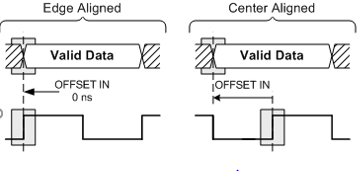 Edge Aligned
Center Aligned
Valid Data
Valid Data
OFFSET IN
0 ns
OFFSET IN